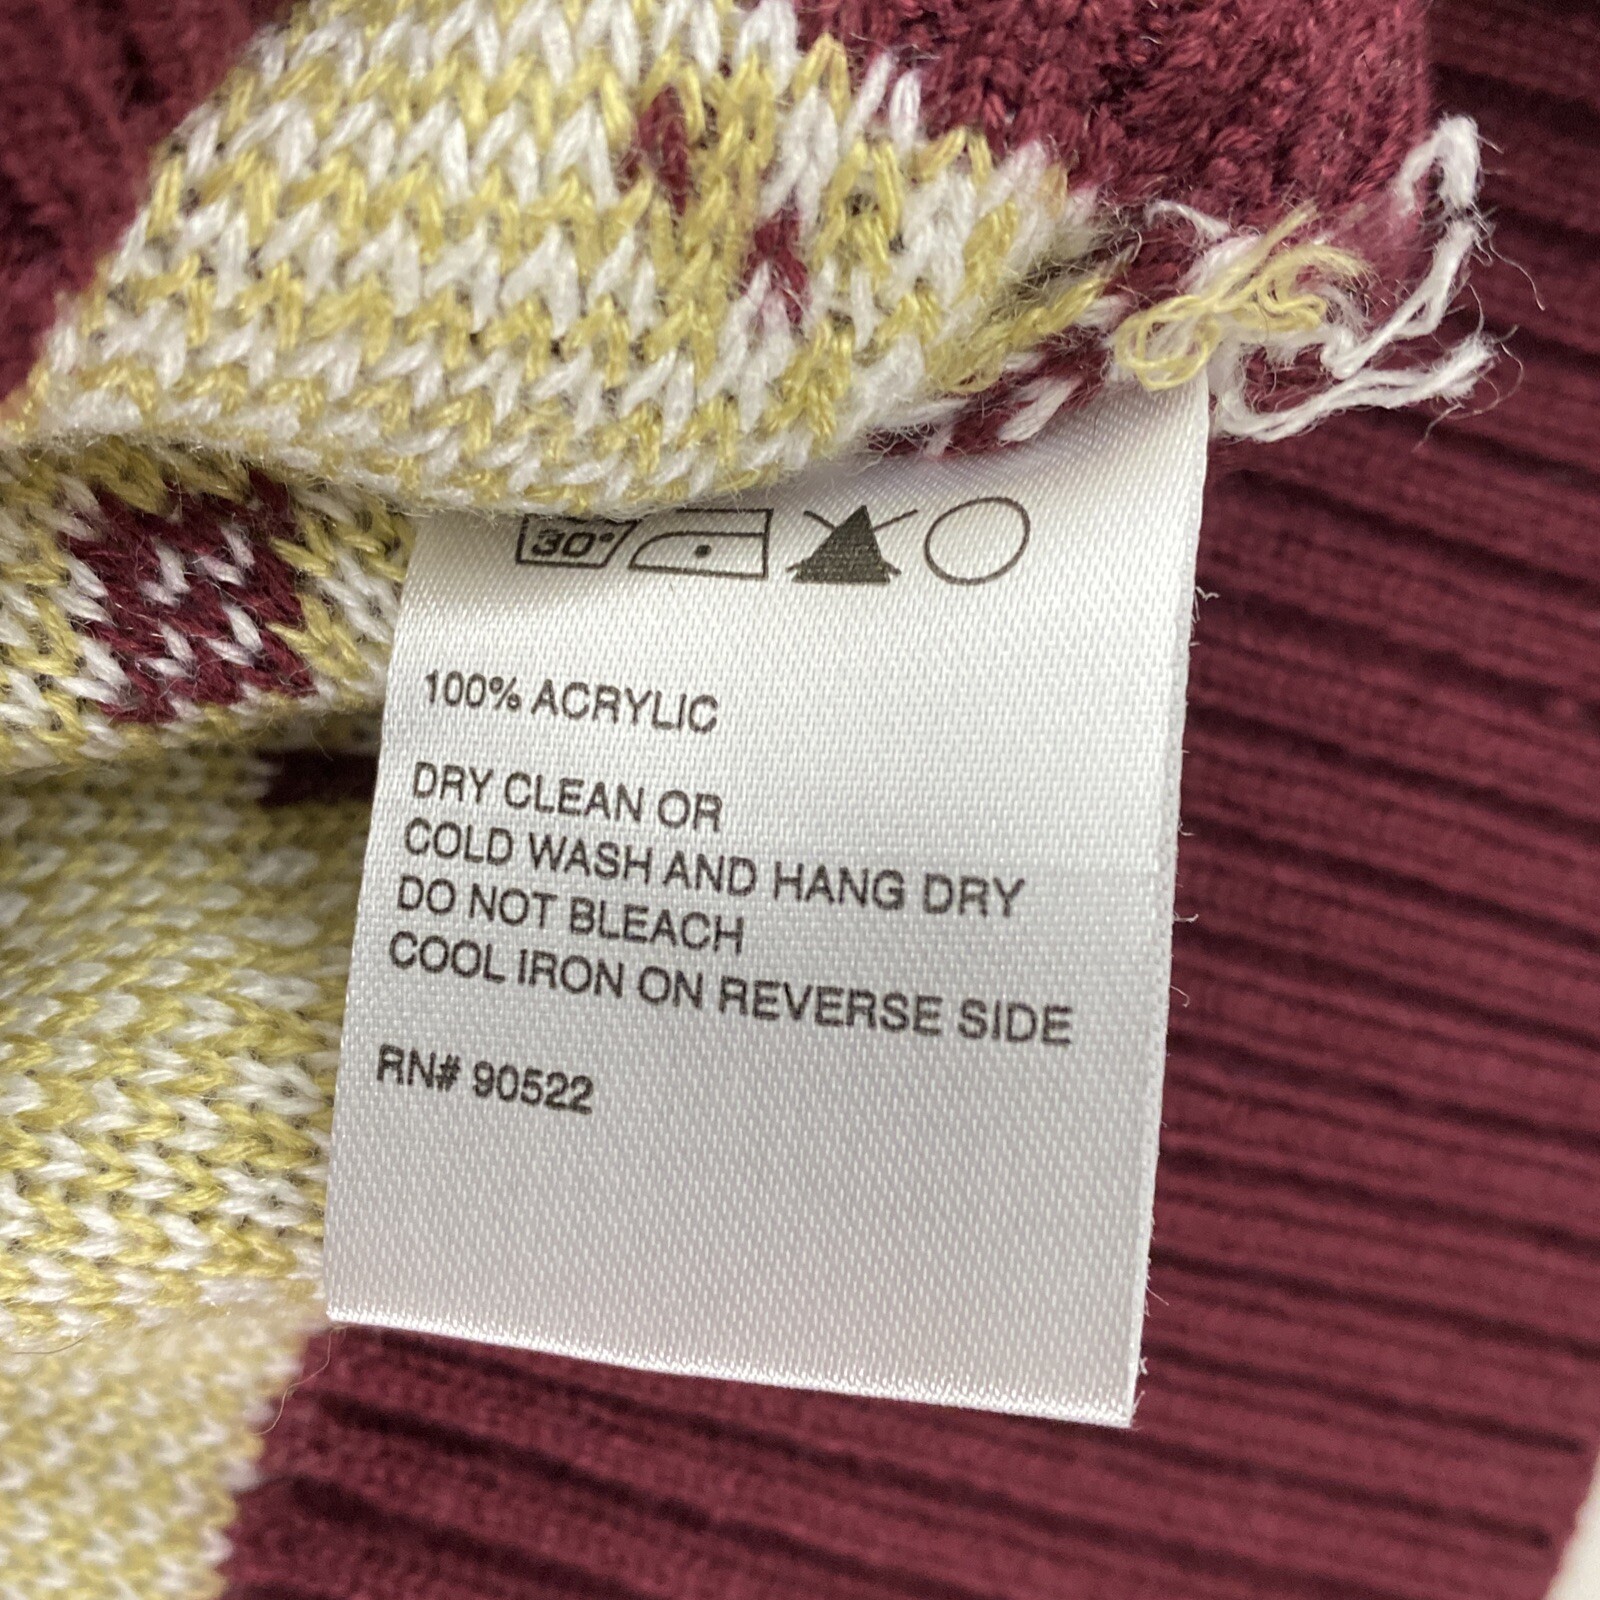 30°
100% ACRYLIC
DRY CLEAN OR
COLD WASH AND HANG DRY
DO NOT BLEACH
COOL IRON ON REVERSE SIDE
RN# 90522